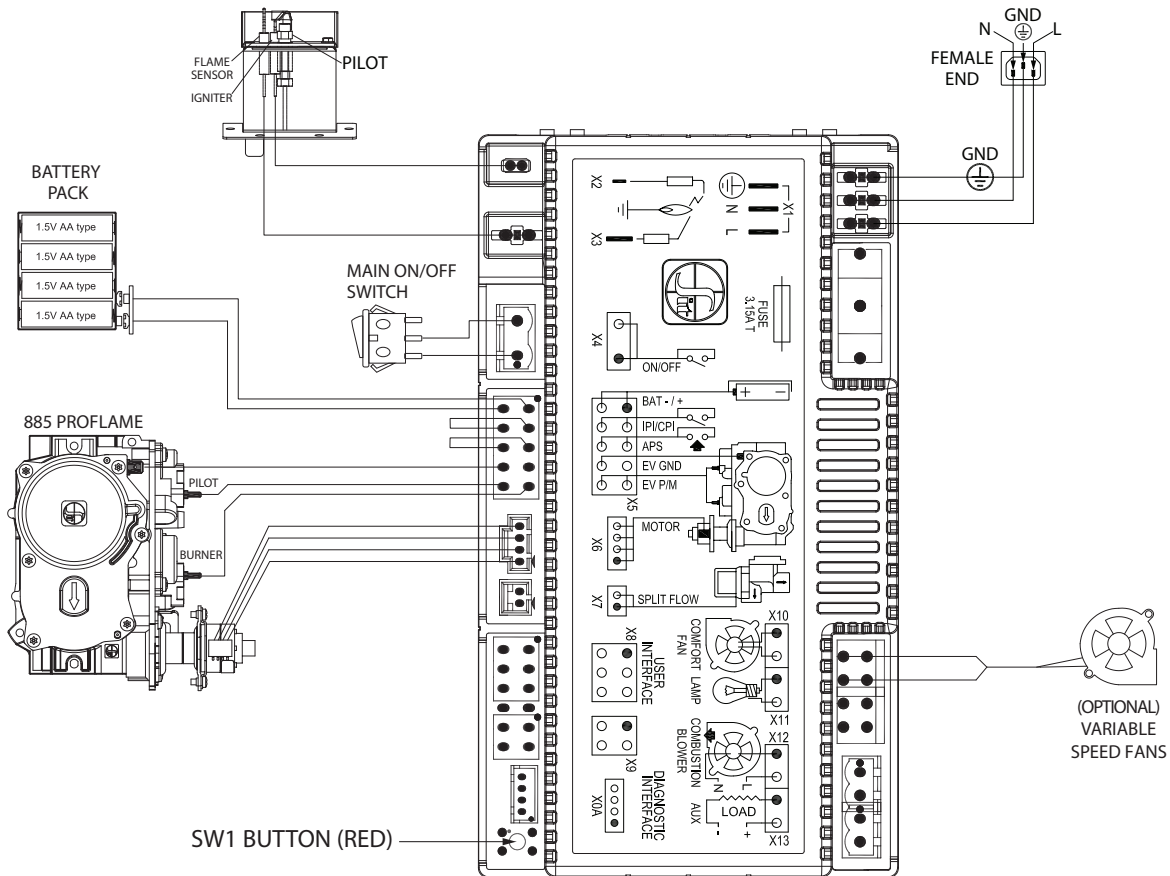 FLAME
SENSOR
IGNITER
PILOT
N
GND
L
FEMALE
END
GND
BATTERY
PACK
1.5V AA type
1.5V AA type
1.5V AA type
1.5V AA type
MAIN ON/OFF
SWITCH
885 PROFLAME
PILOT
BURNER
X2
X3
N
L
X1
X4
ON/OFF
FUSE
3.15A T
+ -
BAT - / +
IPI/CPI
APS
EV GND
EV P/M
X5
X6
MOTOR
X7
SPLIT FLOW
X8
USER
INTERFACE
COMFORT
FAN
LAMP
X10
X11
X9
DIAGNOSTIC
INTERFACE
X0A
COMBUSTION
BLOWER
N
L
X12
AUX
LOAD
- +
X13
(OPTIONAL)
VARIABLE
SPEED FANS
SW1 BUTTON (RED)